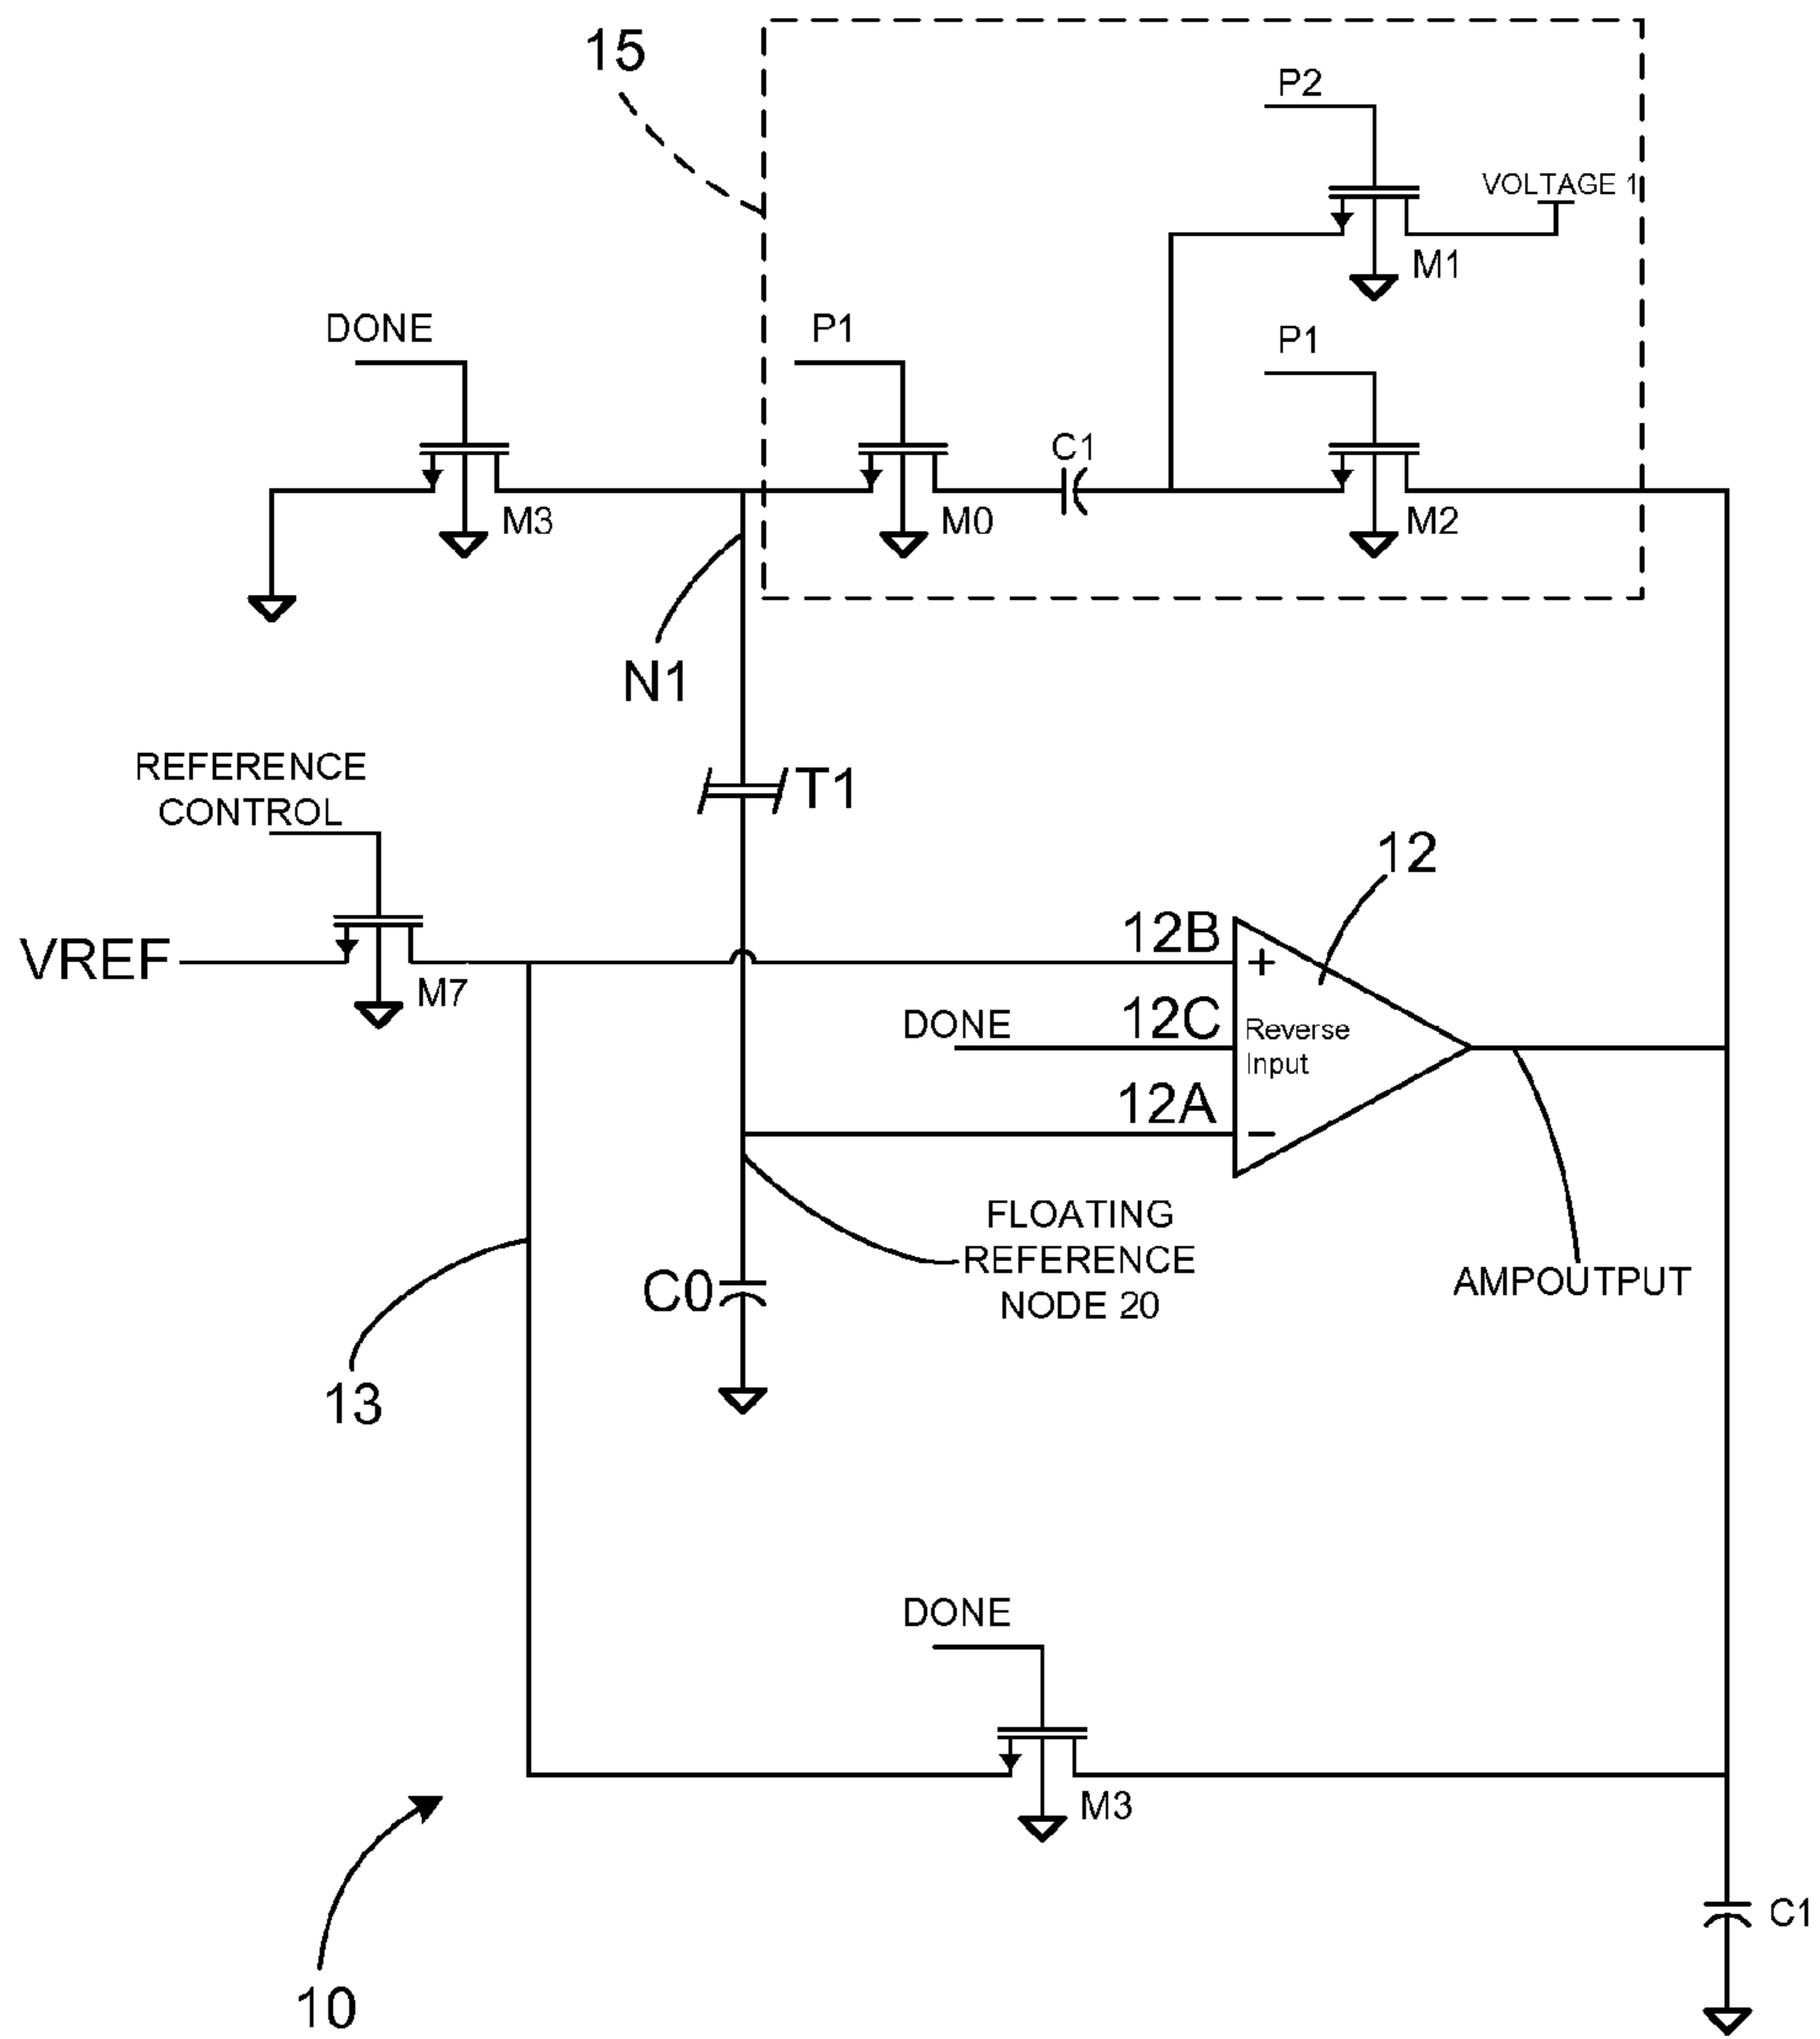 15
P2
VOLTAGE 1
M1
DONE
P1
P1
C1
M3
M0
M2
N1
REFERENCE
CONTROL
T1
12
12B
+
VREF
M7
DONE
12C
Reverse
Input
12A
−
FLOATING
REFERENCE
NODE 20
C0
AMPOUTPUT
13
DONE
M3
C1
10